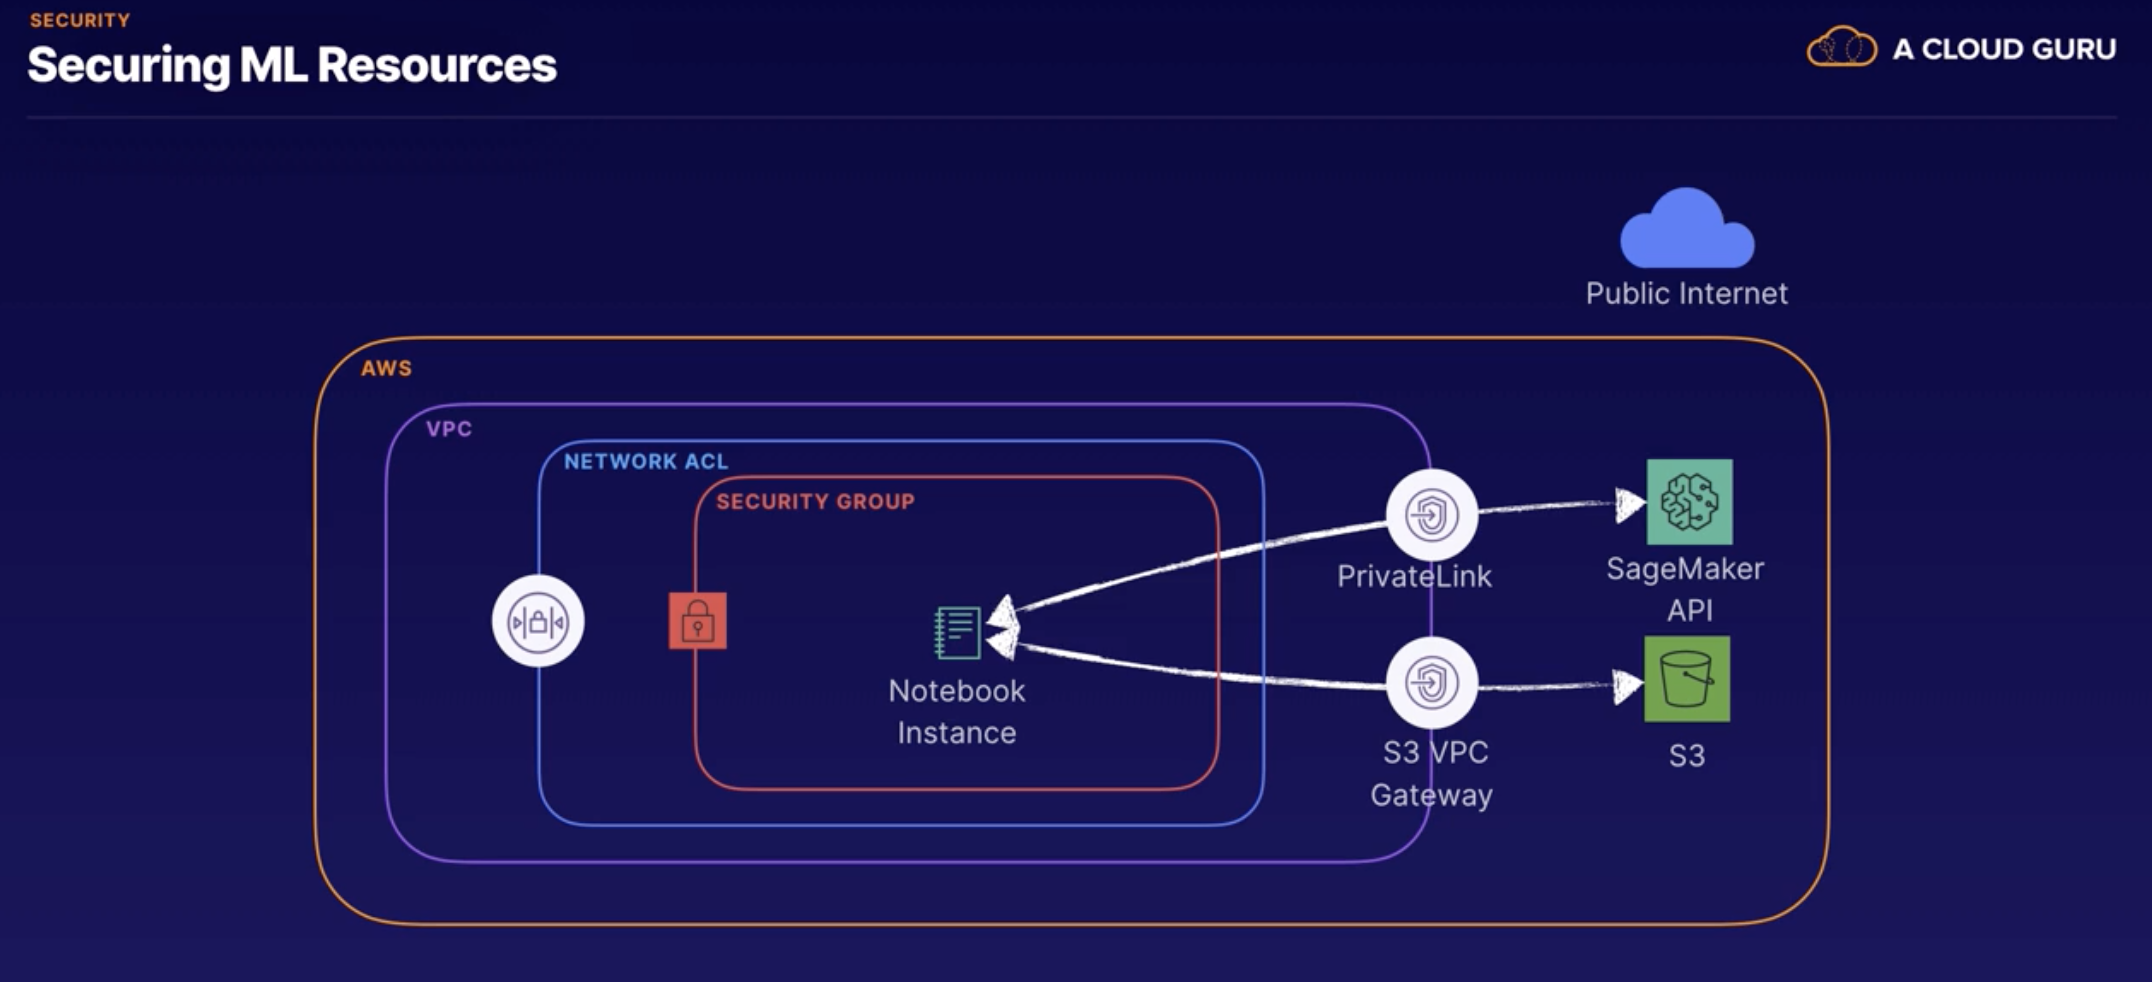 SECURITY
Securing ML Resources
A CLOUD GURU
Public Internet
AWS
VPC
NETWORK ACL
SECURITY GROUP
PrivateLink
SageMaker
API
Notebook
Instance
S3 VPC
Gateway
S3